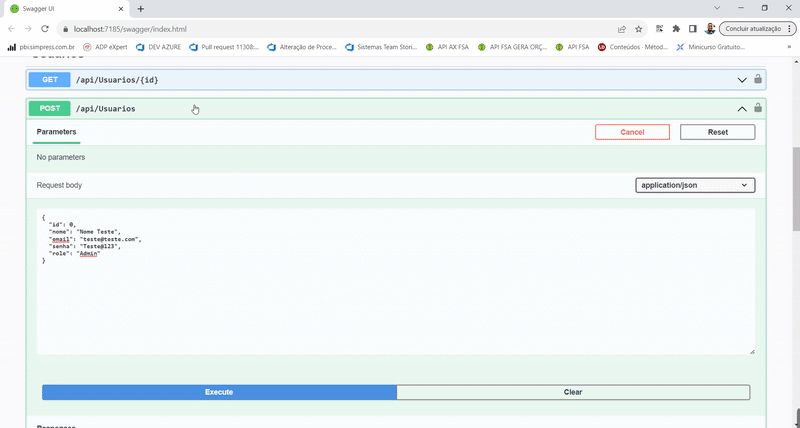 Swagger UI
localhost:7185/swagger/index.html
Concluir atualização
pbi.simpress.com.br
ADP eXpert
DEV AZURE
Pull request 11308:...
Alteração de Proce...
Sistemas Team Stori...
API AX FSA
API FSA GERA ORÇ...
API FSA
Conteúdos · Métod...
Minicurso Gratuito...
GET /api/Usuarios/{id}
POST /api/Usuarios
Parameters
Cancel
Reset
No parameters
Request body
application/json
{
"id": 0,
"nome": "Nome Teste",
"email": "teste@teste.com",
"senha": "Teste@123",
"role": "Admin"
}
Execute
Clear